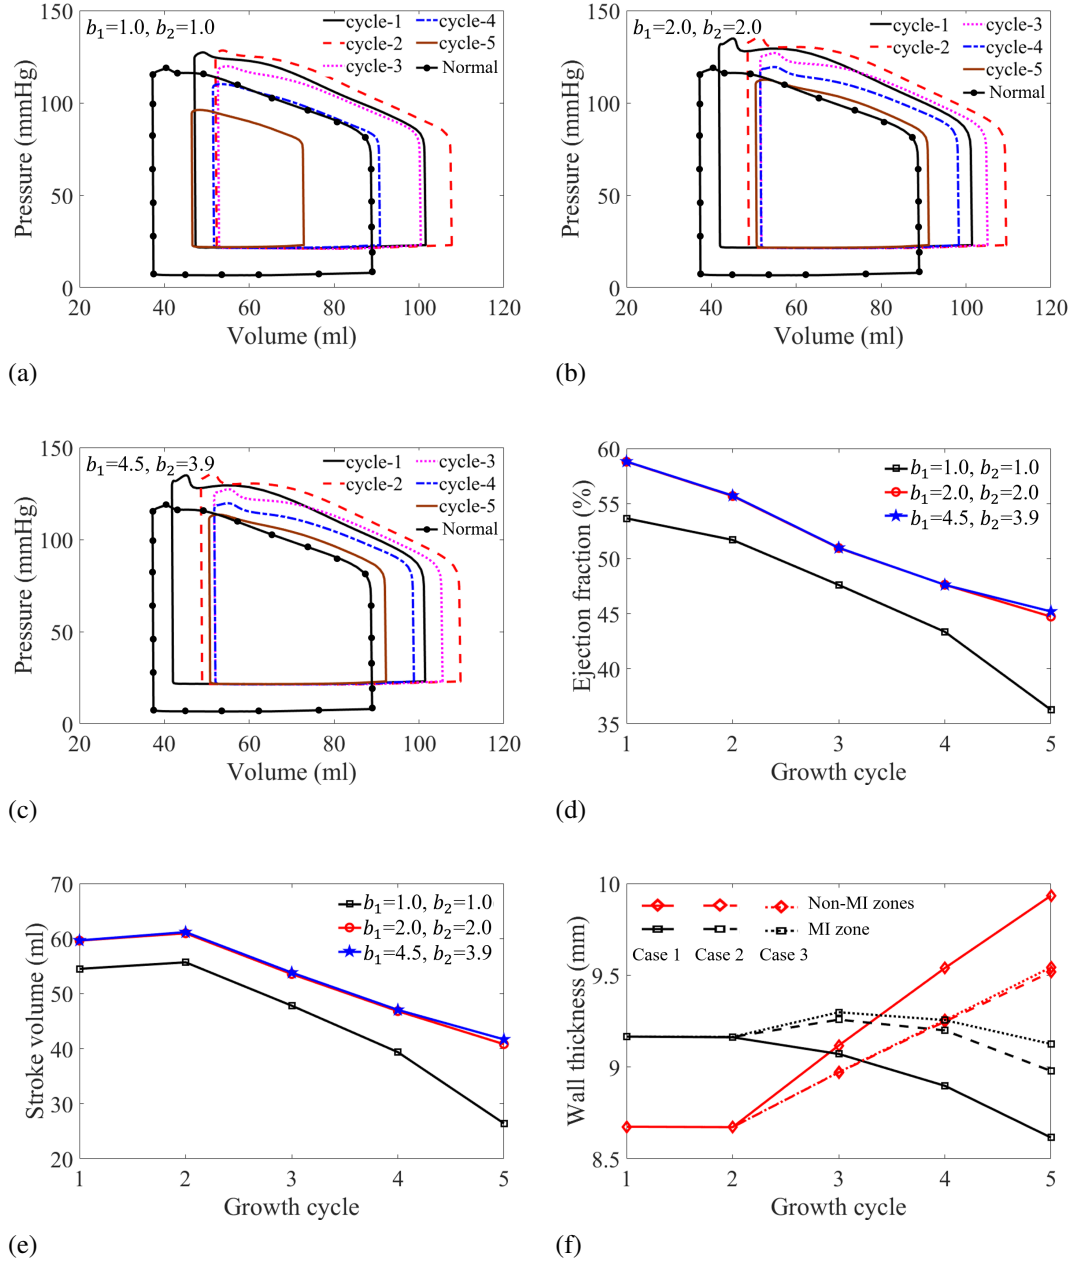 b₁=1.0, b₂=1.0
cycle-1
cycle-4
cycle-2
cycle-5
cycle-3
Normal
150
100
50
0
Pressure (mmHg)
20 40 60 80 100 120
Volume (ml)
(a)
b₁=2.0, b₂=2.0
cycle-1
cycle-3
cycle-2
cycle-4
cycle-5
Normal
150
100
50
0
Pressure (mmHg)
20 40 60 80 100 120
Volume (ml)
(b)
b₁=4.5, b₂=3.9
cycle-1
cycle-3
cycle-2
cycle-4
cycle-5
Normal
150
100
50
0
Pressure (mmHg)
20 40 60 80 100 120
Volume (ml)
(c)
b₁=1.0, b₂=1.0
b₁=2.0, b₂=2.0
b₁=4.5, b₂=3.9
60
55
50
45
40
35
Ejection fraction (%)
1 2 3 4 5
Growth cycle
(d)
b₁=1.0, b₂=1.0
b₁=2.0, b₂=2.0
b₁=4.5, b₂=3.9
70
60
50
40
30
20
Stroke volume (ml)
1 2 3 4 5
Growth cycle
(e)
Non-MI zones
MI zone
Case 1 Case 2 Case 3
10
9.5
9
8.5
Wall thickness (mm)
1 2 3 4 5
Growth cycle
(f)